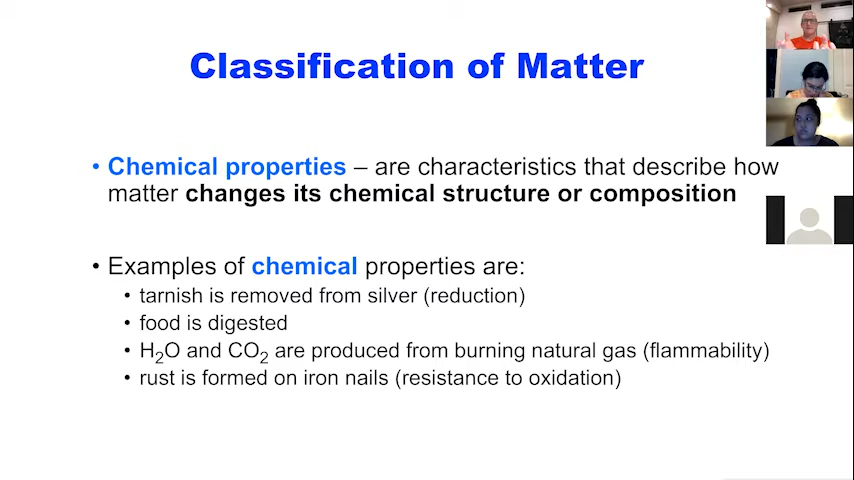 Classification of Matter
• Chemical properties – are characteristics that describe how
matter changes its chemical structure or composition
• Examples of chemical properties are:
• tarnish is removed from silver (reduction)
• food is digested
• H₂O and CO₂ are produced from burning natural gas (flammability)
• rust is formed on iron nails (resistance to oxidation)